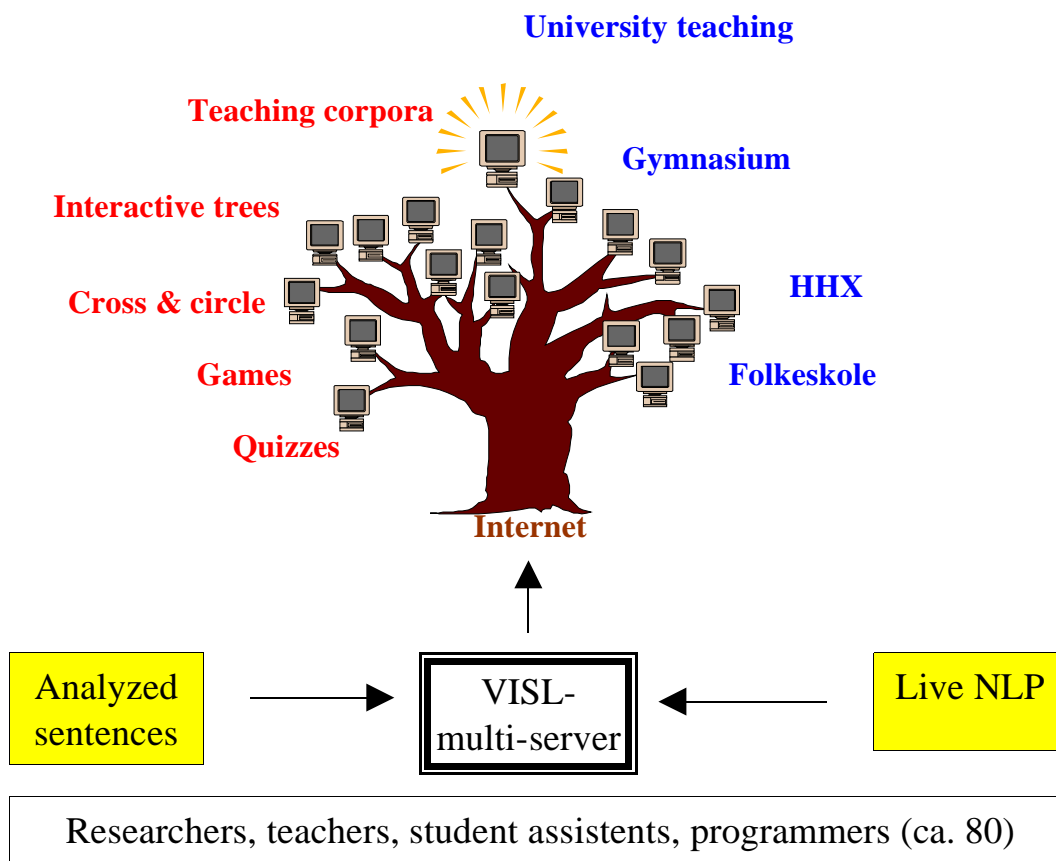 University teaching
Teaching corpora
Gymnasium
Interactive trees
HHX
Cross & circle
Games
Folkeskole
Quizzes
Internet
Analyzed
sentences
VISL-
multi-server
Live NLP
Researchers, teachers, student assistents, programmers (ca. 80)